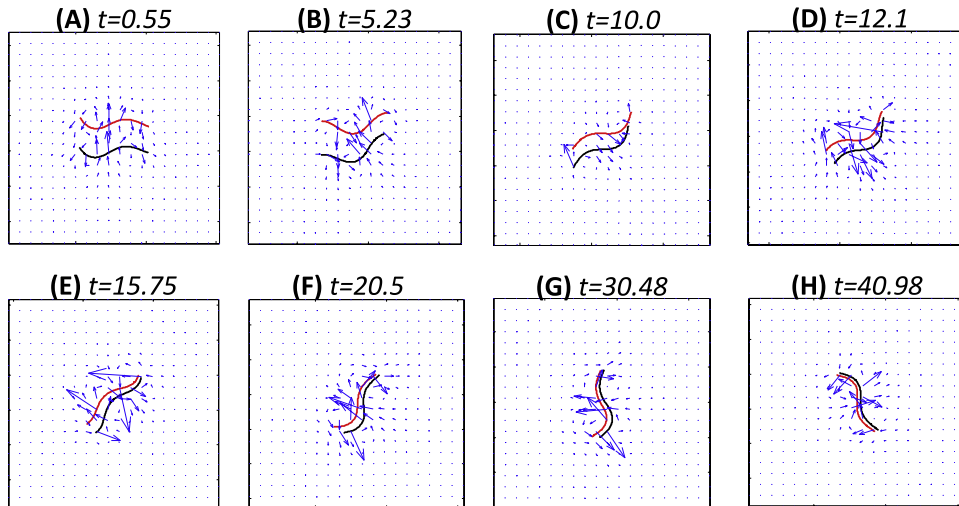 (A) t=0.55 (B) t=5.23 (C) t=10.0 (D) t=12.1
(E) t=15.75 (F) t=20.5 (G) t=30.48 (H) t=40.98